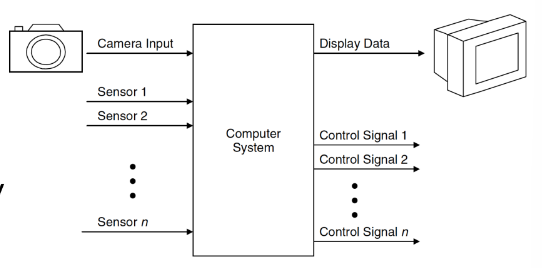 Camera Input
Sensor 1
Sensor 2
Sensor n
Computer
System
Display Data
Control Signal 1
Control Signal 2
Control Signal n